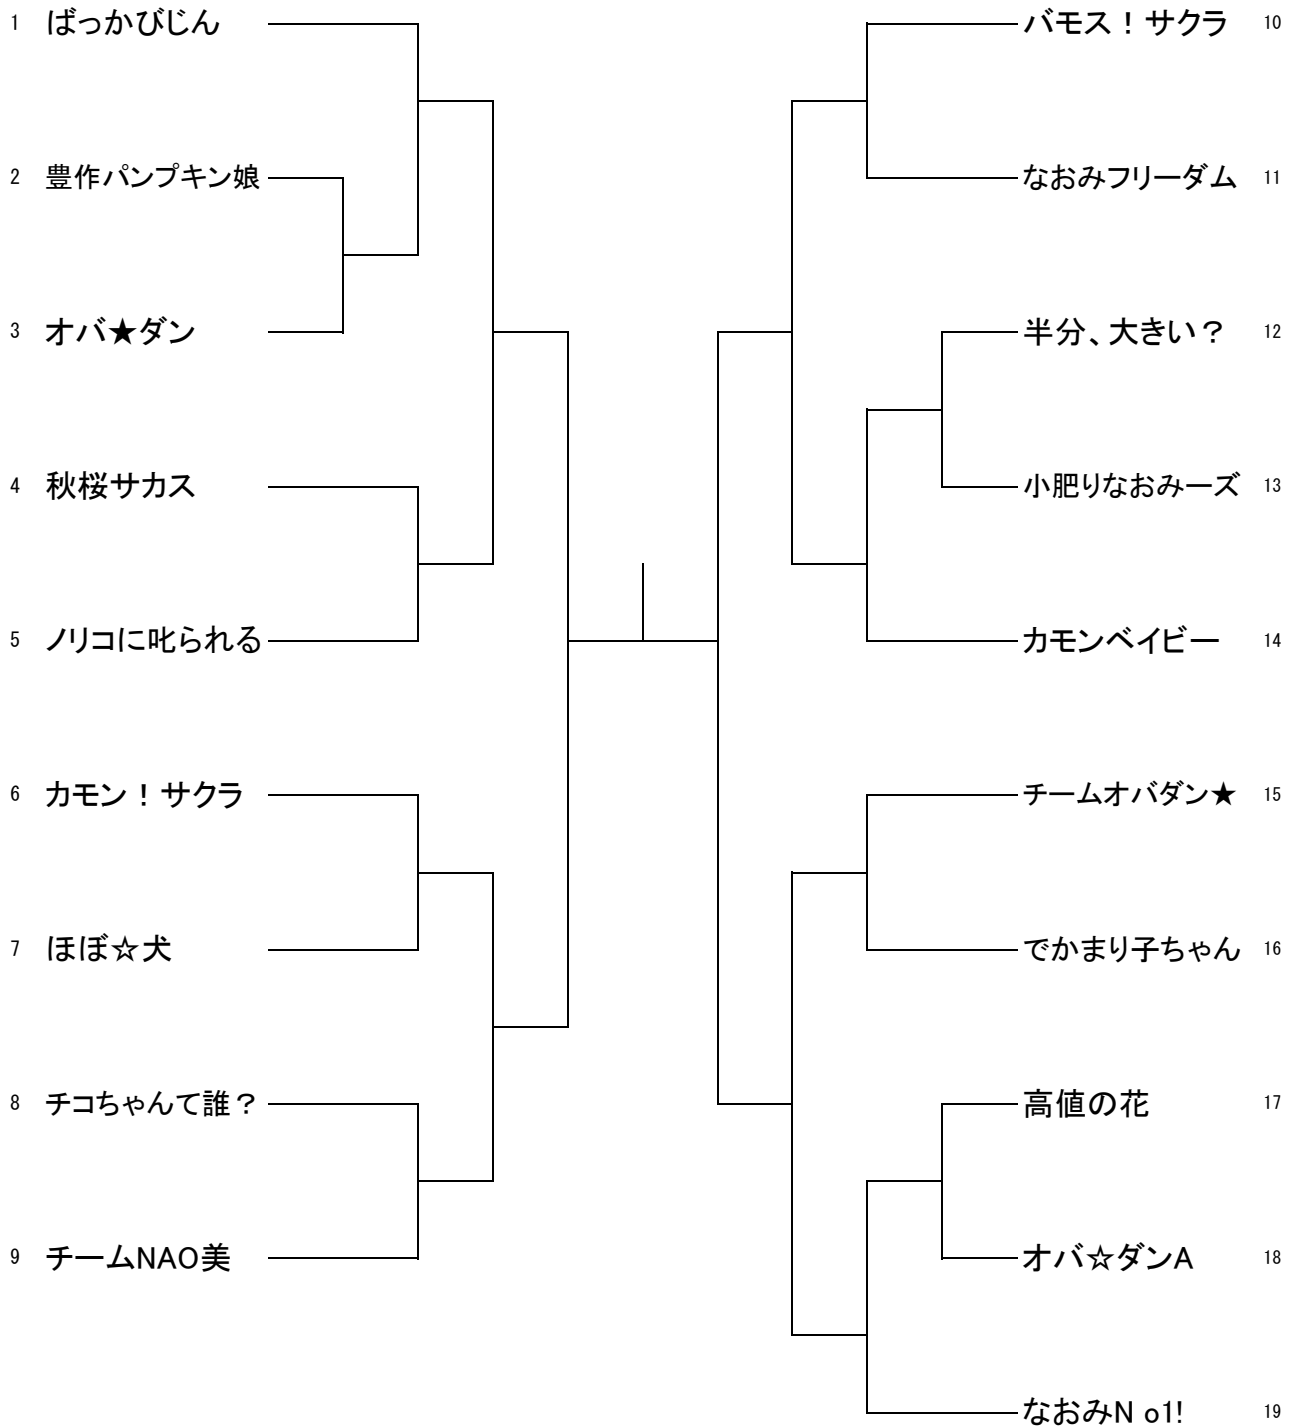 1 ばっかびじん
2 豊作パンプキン娘
3 オバ★ダン
4 秋桜サカス
5 ノリコに叱られる
6 カモン！サクラ
7 ほぼ☆犬
8 チコちゃんて誰？
9 チームNAO美
バモス！サクラ 10
なおみフリーダム 11
半分、大きい？ 12
小肥りなおみーズ 13
カモンベイビー 14
チームオバダン★ 15
でかまり子ちゃん 16
高値の花 17
オバ☆ダンA 18
なおみN o1! 19